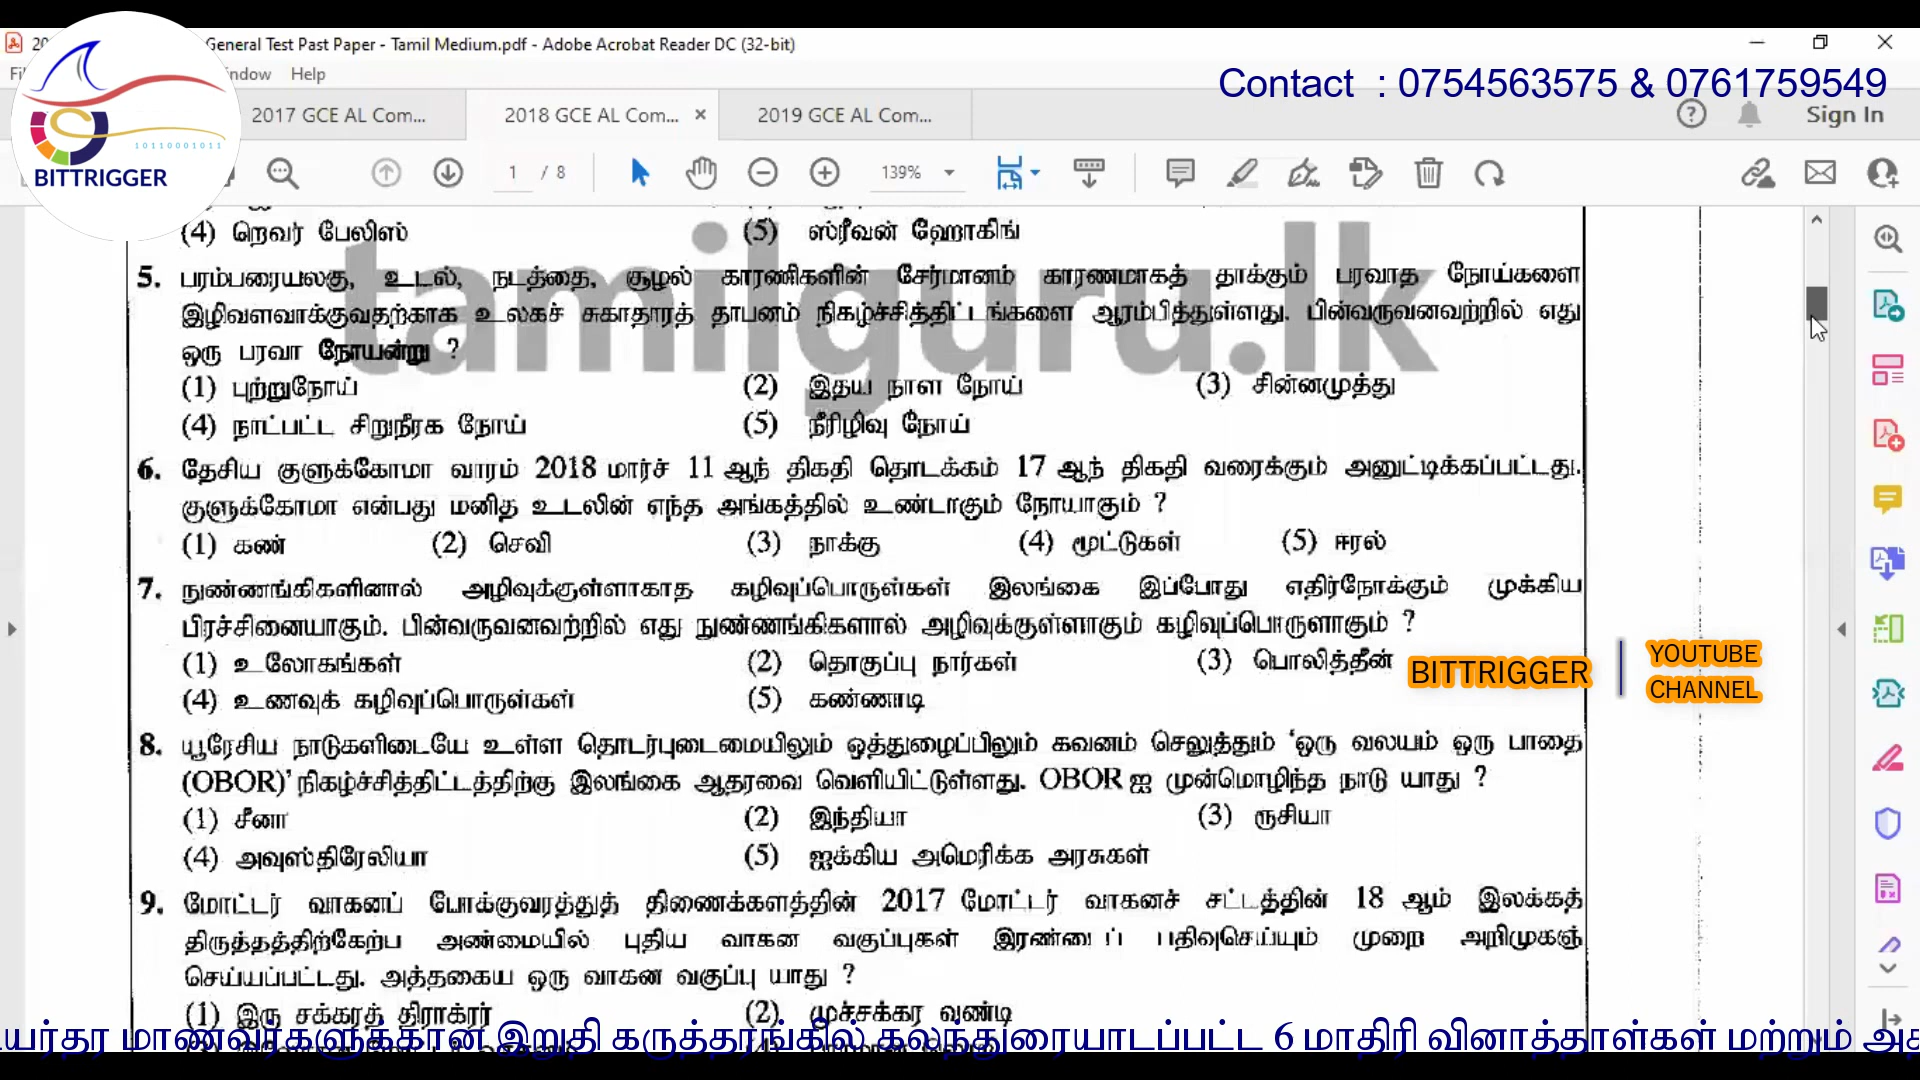 General Test Past Paper - Tamil Medium.pdf - Adobe Acrobat Reader DC (32-bit)
Help
Contact : 0754563575 & 0761759549
2017 GCE AL Com...
2018 GCE AL Com...
2019 GCE AL Com...
Sign In
10110001011
BITTRIGGER
1 / 8
139%
(4) றெவர் பேலிஸ்
(5) ஸ்ரீவன் ஹோகிங்
tamilguru.lk
5. பரம்பரையலகு, உடல், நடத்தை, சூழல் காரணிகளின் சேர்மானம் காரணமாகத் தாக்கும் பரவாத நோய்களை
இழிவளவாக்குவதற்காக உலகச் சுகாதாரத் தாபனம் நிகழ்ச்சித்திட்டங்களை ஆரம்பித்துள்ளது. பின்வருவனவற்றில் எது
ஒரு பரவா நோயன்று ?
(1) புற்றுநோய்
(2) இதய நாள நோய்
(3) சின்னமுத்து
(4) நாட்பட்ட சிறுநீரக நோய்
(5) நீரிழிவு நோய்
6. தேசிய குளுக்கோமா வாரம் 2018 மார்ச் 11 ஆந் திகதி தொடக்கம் 17 ஆந் திகதி வரைக்கும் அனுட்டிக்கப்பட்டது.
குளுக்கோமா என்பது மனித உடலின் எந்த அங்கத்தில் உண்டாகும் நோயாகும் ?
(1) கண்
(2) செவி
(3) நாக்கு
(4) மூட்டுகள்
(5) ஈரல்
7. நுண்ணங்கிகளினால் அழிவுக்குள்ளாகாத கழிவுப்பொருள்கள் இலங்கை இப்போது எதிர்நோக்கும் முக்கிய
பிரச்சினையாகும். பின்வருவனவற்றில் எது நுண்ணங்கிகளால் அழிவுக்குள்ளாகும் கழிவுப்பொருளாகும் ?
(1) உலோகங்கள்
(2) தொகுப்பு நார்கள்
(3) பொலித்தீன்
BITTRIGGER
YOUTUBE
CHANNEL
(4) உணவுக் கழிவுப்பொருள்கள்
(5) கண்ணாடி
8. யூரேசிய நாடுகளிடையே உள்ள தொடர்புடைமையிலும் ஒத்துழைப்பிலும் கவனம் செலுத்தும் ‘ஒரு வலயம் ஒரு பாதை
(OBOR)’ நிகழ்ச்சித்திட்டத்திற்கு இலங்கை ஆதரவை வெளியிட்டுள்ளது. OBOR ஐ முன்மொழிந்த நாடு யாது ?
(1) சீனா
(2) இந்தியா
(3) ரூசியா
(4) அவுஸ்திரேலியா
(5) ஐக்கிய அமெரிக்க அரசுகள்
9. மோட்டர் வாகனப் போக்குவரத்துத் திணைக்களத்தின் 2017 மோட்டர் வாகனச் சட்டத்தின் 18 ஆம் இலக்கத்
திருத்தத்திற்கேற்ப அண்மையில் புதிய வாகன வகுப்புகள் இரண்டைப் பதிவுசெய்யும் முறை அறிமுகஞ்
செய்யப்பட்டது. அத்தகைய ஒரு வாகன வகுப்பு யாது ?
(1) இரு சக்கரத் திராக்ரர்
(2) முச்சக்கர வண்டி
மாணவர்களுக்கான இறுதி கருத்தரங்கில் கலந்துரையாடப்பட்ட 6 மாதிரி வினாத்தாள்கள் மற்றும்